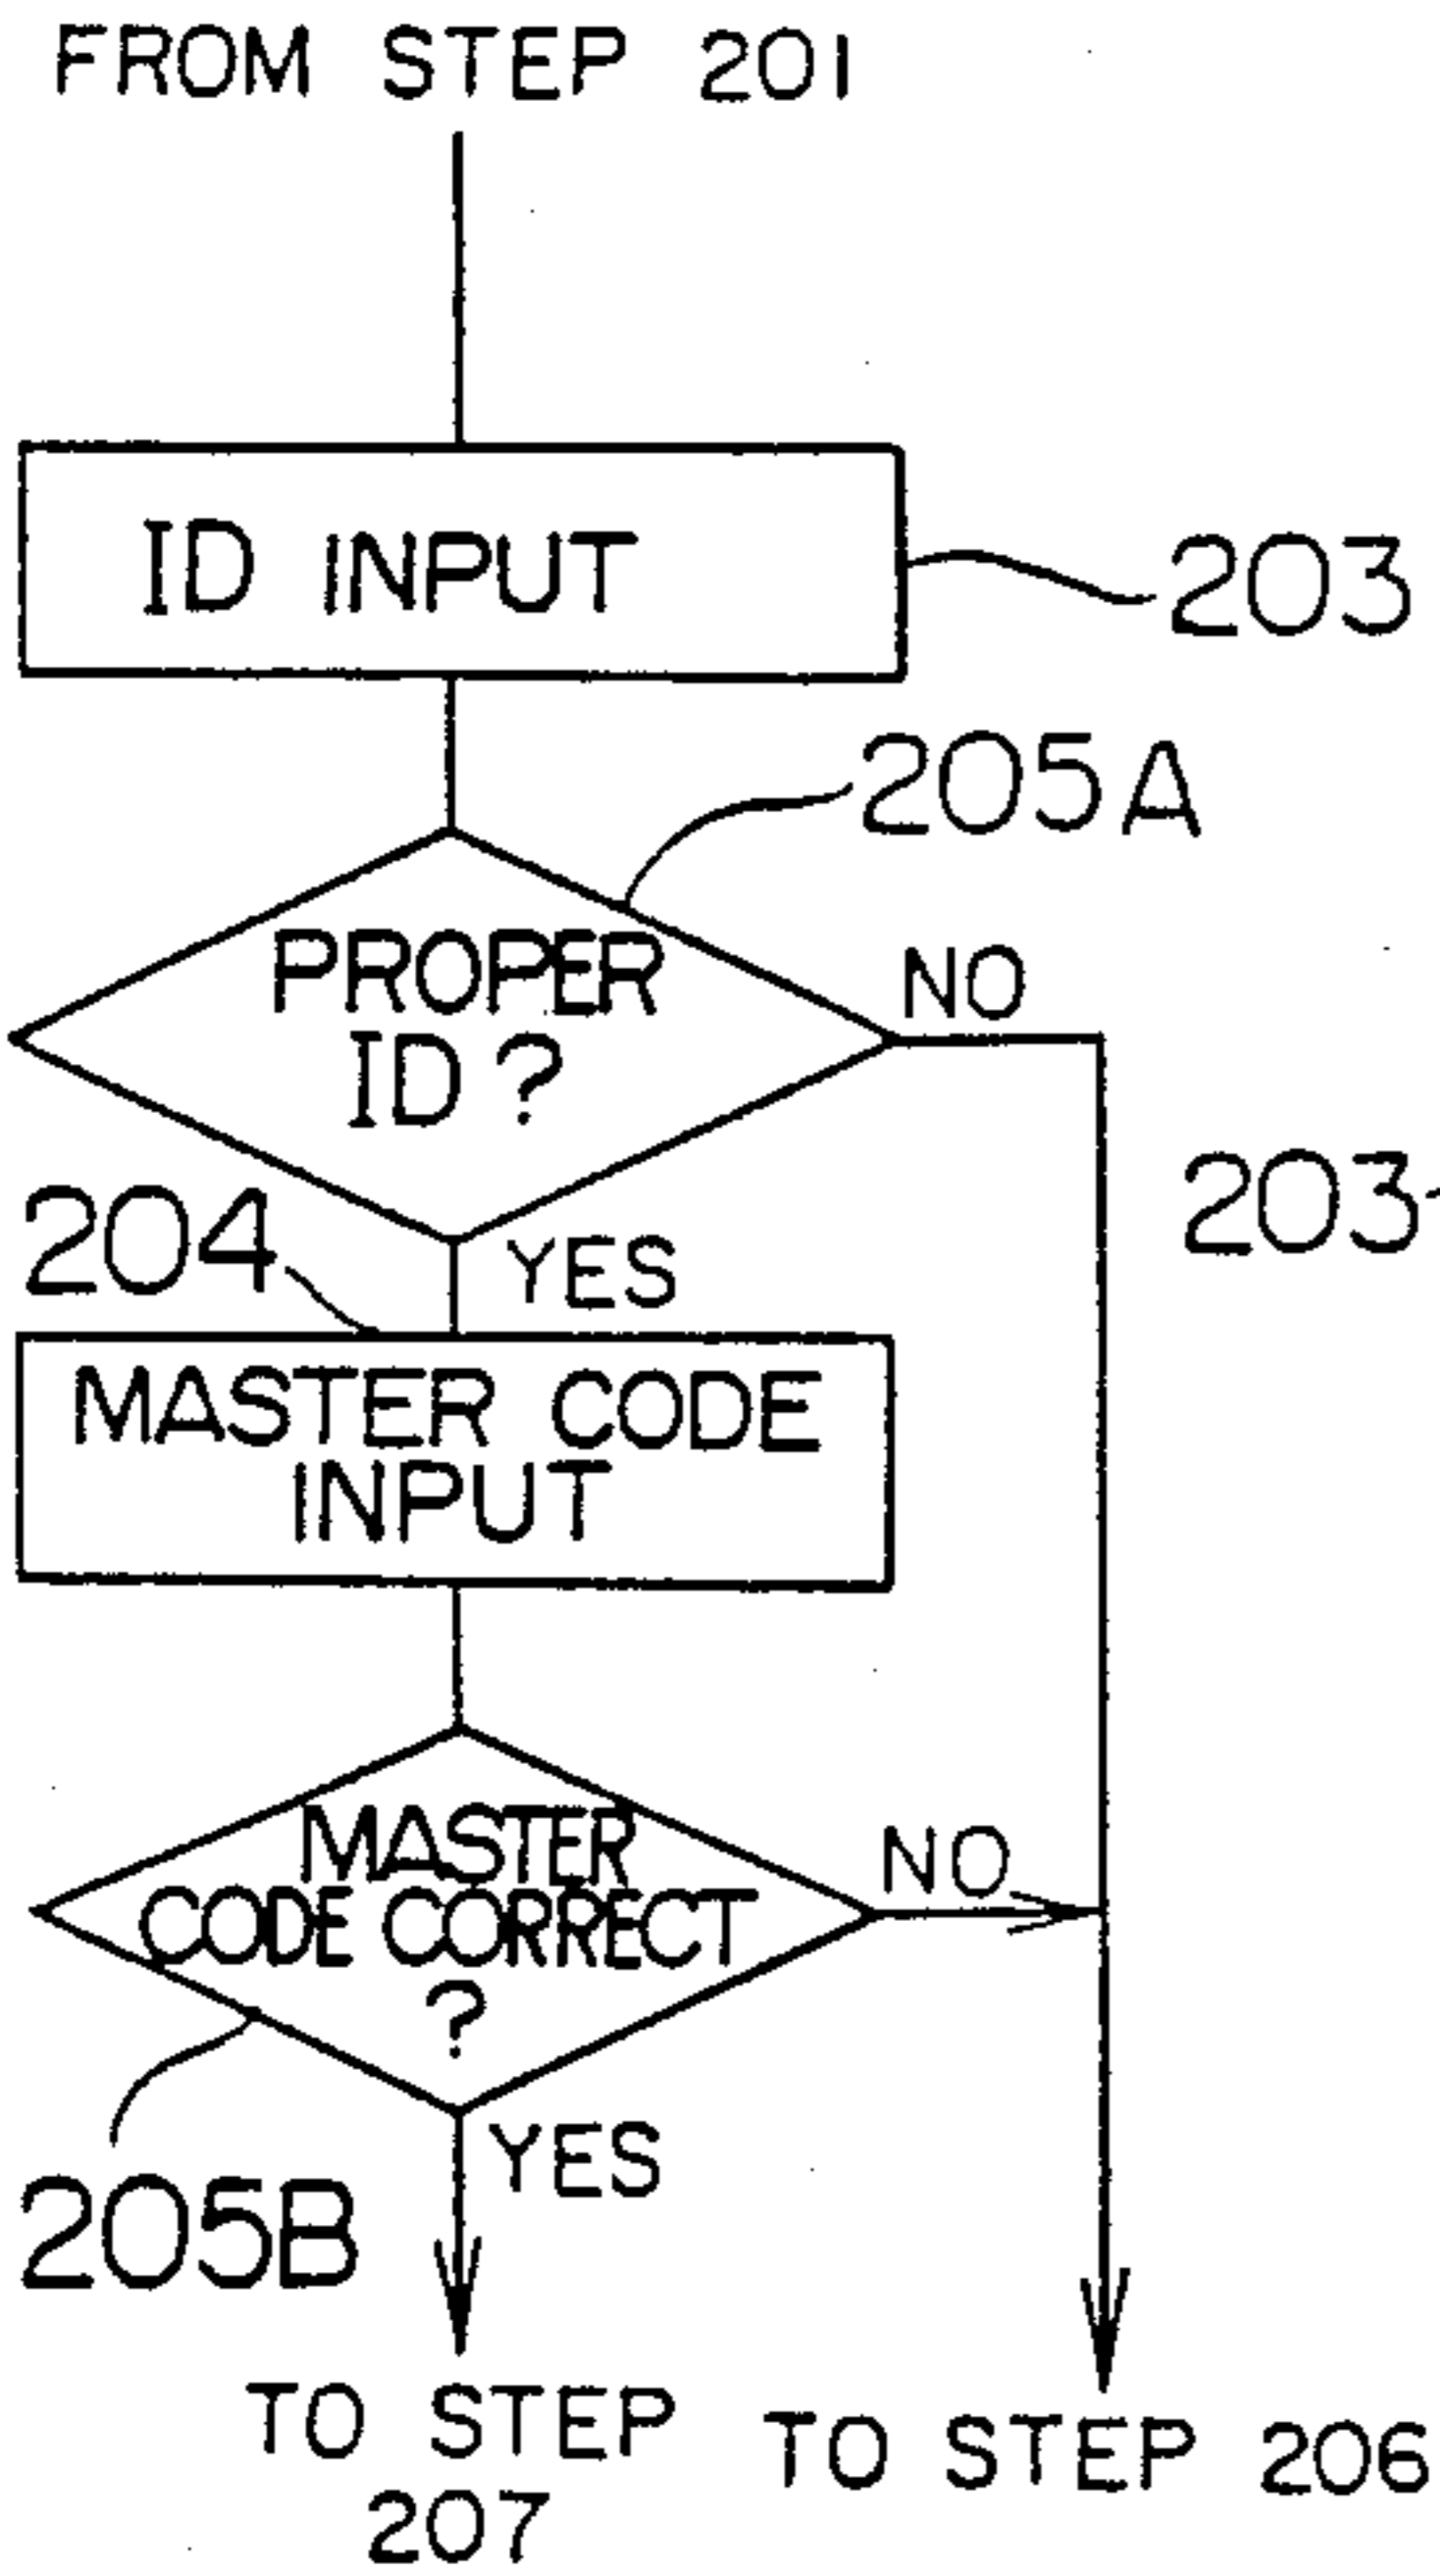 FROM STEP 201
ID INPUT
203
205A
PROPER
ID ?
NO
203
204
YES
MASTER CODE
INPUT
MASTER
CODE CORRECT
?
NO
205B
YES
TO STEP
207
TO STEP 206